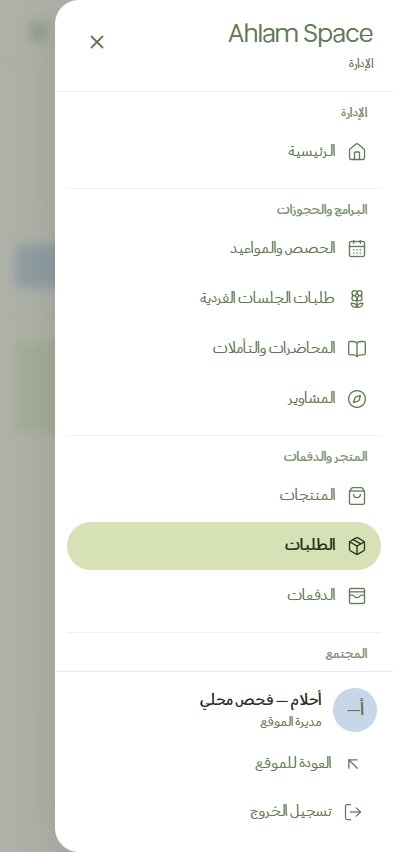 Ahlam Space
الإدارة
الإدارة
الرئيسية
البرامج والحجوزات
الحصص والمواعيد
طلبات الجلسات الفردية
المحاضرات والتأملات
المشاوير
المتجر والدفعات
المنتجات
الطلبات
الدفعات
المجتمع
أ—
أحلام — فحص محلي
مديرة الموقع
العودة للموقع
تسجيل الخروج